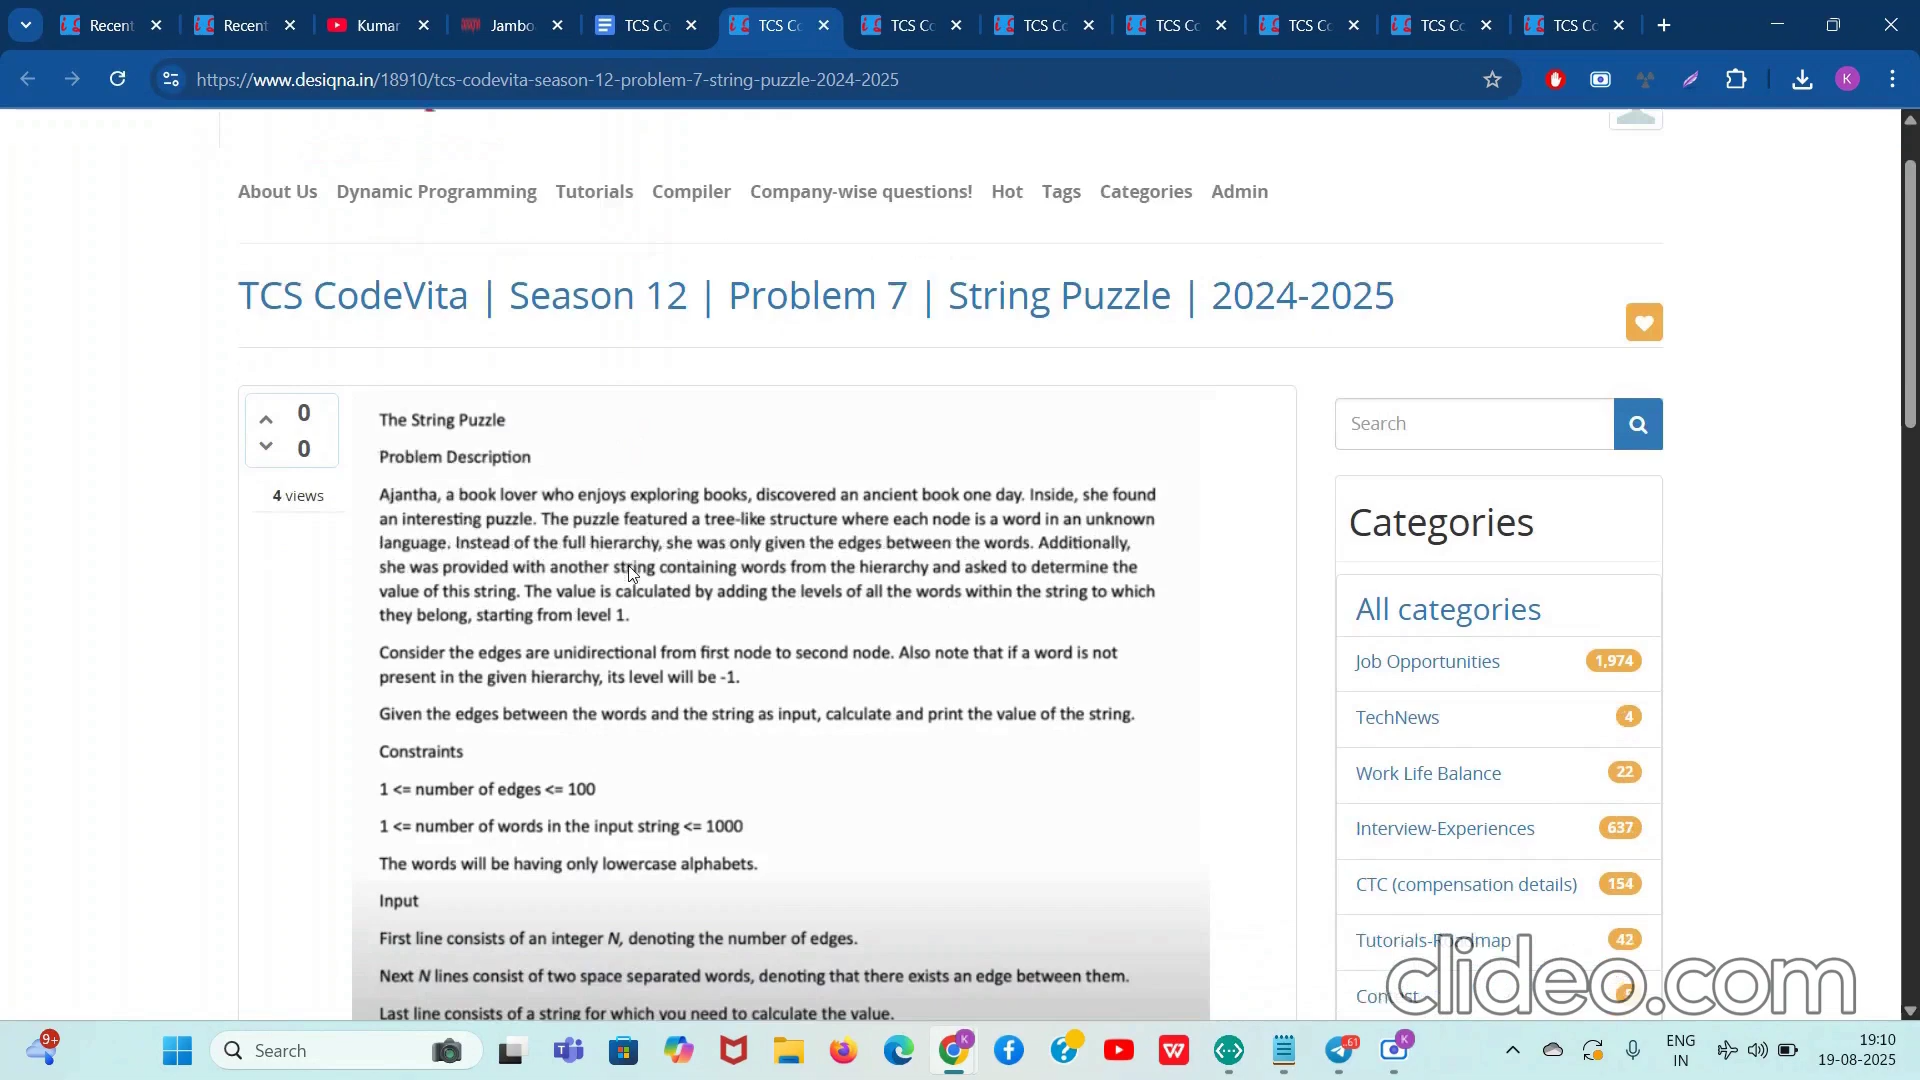 Recent
Recent
Kumar
Jambo
TCS Co
TCS Co
TCS Co
TCS Co
TCS Co
TCS Co
TCS Co
TCS Co
https://www.desiqna.in/18910/tcs-codevita-season-12-problem-7-string-puzzle-2024-2025
K
About Us Dynamic Programming Tutorials Compiler Company-wise questions! Hot Tags Categories Admin
TCS CodeVita | Season 12 | Problem 7 | String Puzzle | 2024-2025
0
0
4 views
The String Puzzle
Problem Description
Ajantha, a book lover who enjoys exploring books, discovered an ancient book one day. Inside, she found
an interesting puzzle. The puzzle featured a tree-like structure where each node is a word in an unknown
language. Instead of the full hierarchy, she was only given the edges between the words. Additionally,
she was provided with another string containing words from the hierarchy and asked to determine the
value of this string. The value is calculated by adding the levels of all the words within the string to which
they belong, starting from level 1.
Consider the edges are unidirectional from first node to second node. Also note that if a word is not
present in the given hierarchy, its level will be -1.
Given the edges between the words and the string as input, calculate and print the value of the string.
Constraints
1 <= number of edges <= 100
1 <= number of words in the input string <= 1000
The words will be having only lowercase alphabets.
Input
First line consists of an integer N, denoting the number of edges.
Next N lines consist of two space separated words, denoting that there exists an edge between them.
Last line consists of a string for which you need to calculate the value.
Search
Categories
All categories
Job Opportunities 1,974
TechNews 4
Work Life Balance 22
Interview-Experiences 637
CTC (compensation details) 154
Tutorials-Roadmap 42
clideo.com
9+
Search
K
61
K
ENG
IN
19:10
19-08-2025